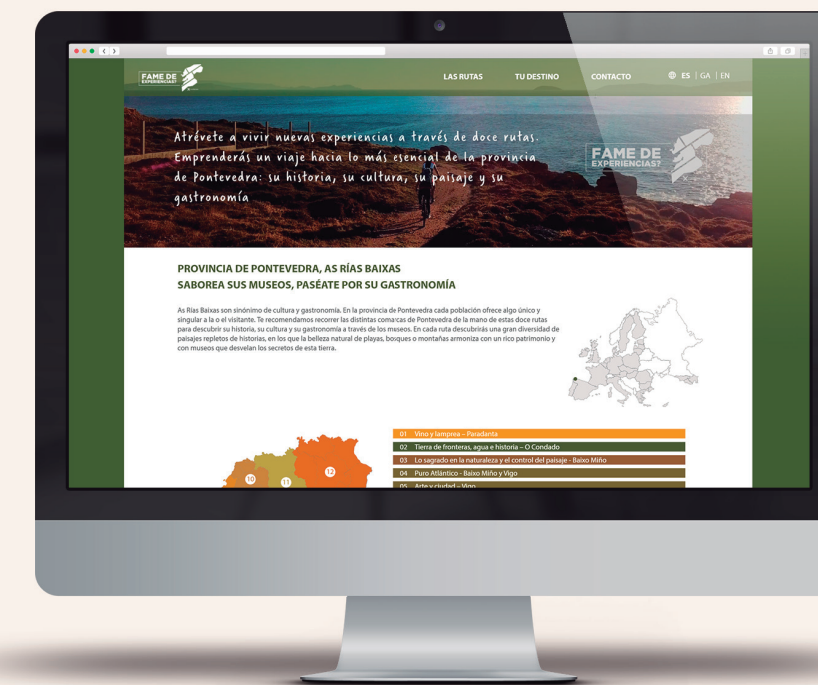 FAME DE
EXPERIENCIAS?
LAS RUTAS
TU DESTINO
CONTACTO
ES | GA | EN
Atrévete a vivir nuevas experiencias a través de doce rutas.
Emprenderás un viaje hacia lo más esencial de la provincia
de Pontevedra: su historia, su cultura, su paisaje y su
gastronomía
FAME DE
EXPERIENCIAS?
PROVINCIA DE PONTEVEDRA, AS RÍAS BAIXAS
SABOREA SUS MUSEOS, PASÉATE POR SU GASTRONOMÍA
As Rías Baixas son sinónimo de cultura y gastronomía. En la provincia de Pontevedra cada población ofrece algo único y
singular a la o el visitante. Te recomendamos recorrer las distintas comarcas de Pontevedra de la mano de estas doce rutas
para descubrir su historia, su cultura y su gastronomía a través de los museos. En cada ruta descubrirás una gran diversidad de
paisajes repletos de historias, en los que la belleza natural de playas, bosques o montañas armoniza con un rico patrimonio y
con museos que desvelan los secretos de esta tierra.
01 Vino y lamprea – Paradanta
02 Tierra de fronteras, agua e historia – O Condado
03 Lo sagrado en la naturaleza y el control del paisaje - Baixo Miño
04 Puro Atlántico - Baixo Miño y Vigo
05 Arte y ciudad – Vigo
10
11
12